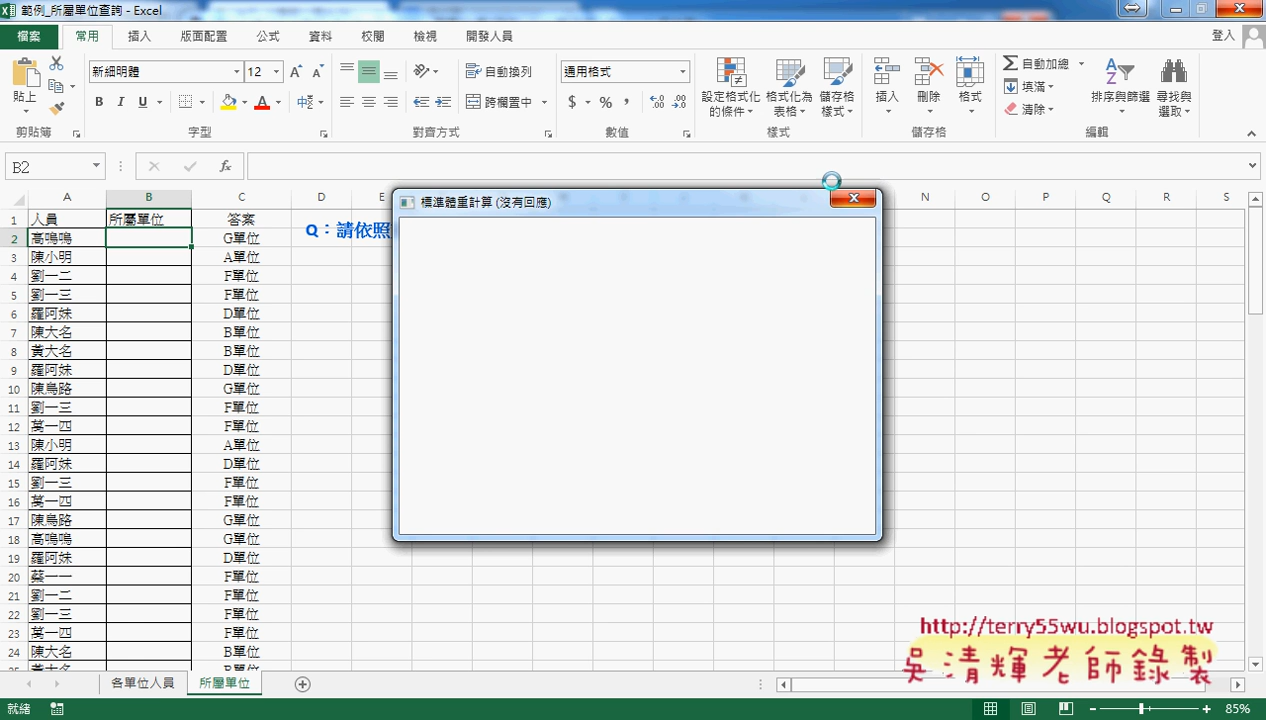 範例_所屬單位查詢 - Excel
檔案 常用 插入 版面配置 公式 資料 校閱 檢視 開發人員 登入
新細明體 12 自動列 通用格式 自動加總
貼上 跨欄置中 填滿 清除
設定格式化的條件 格式化為表格 儲存格樣式 插入 刪除 格式 排序與篩選 尋找與選取
剪貼簿 字型 對齊方式 數值 樣式 儲存格 編輯
B2 fx
A B C D E N O P Q R S
1 人員 所屬單位 答案
Q：請依照
2 高鳴鳴 G單位
3 陳小明 A單位
4 劉一二 F單位
5 劉一三 F單位
6 羅阿妹 D單位
7 陳大名 B單位
8 黃大名 B單位
9 羅阿妹 D單位
10 陳鳥路 G單位
11 劉一三 F單位
12 萬一四 F單位
13 陳小明 A單位
14 羅阿妹 D單位
15 劉一三 F單位
16 萬一四 F單位
17 陳鳥路 G單位
18 高鳴鳴 G單位
19 羅阿妹 D單位
20 蔡一一 F單位
21 劉一二 F單位
22 劉一三 F單位
23 萬一四 F單位
24 陳大名 B單位
標準體重計算 (沒有回應)
http://terry55wu.blogspot.tw
吳清輝老師錄製
各單位人員 所屬單位
就緒 85%